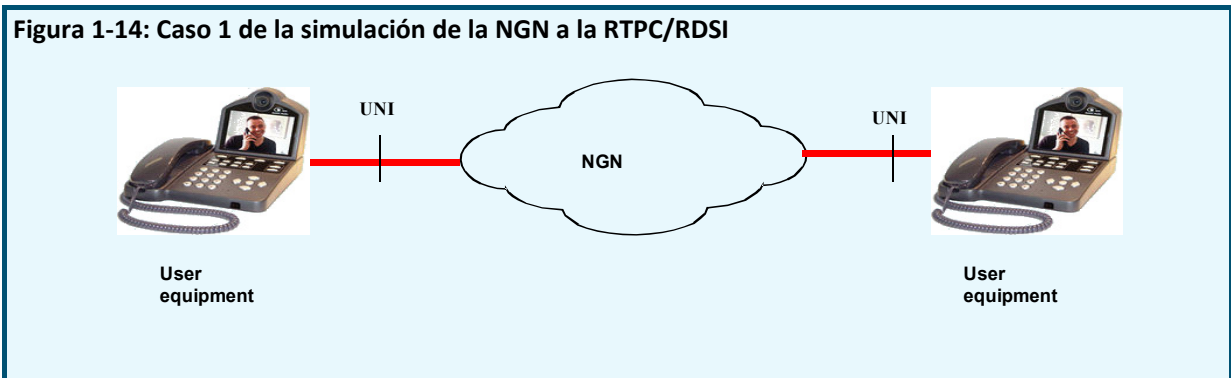 Figura 1-14: Caso 1 de la simulación de la NGN a la RTPC/RDSI
UNI
UNI
NGN
User
equipment
User
equipment